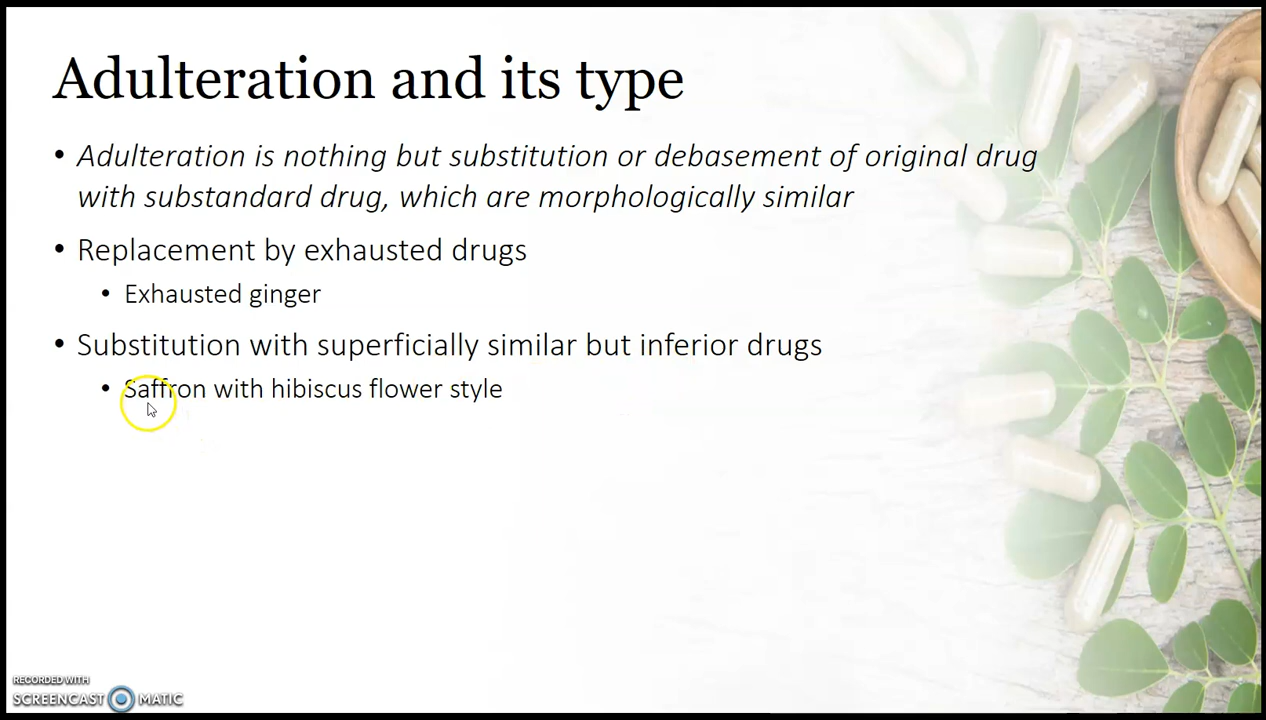 Adulteration and its type
• Adulteration is nothing but substitution or debasement of original drug
with substandard drug, which are morphologically similar
• Replacement by exhausted drugs
• Exhausted ginger
• Substitution with superficially similar but inferior drugs
• Saffron with hibiscus flower style
RECORDED WITH
SCREENCAST MATIC